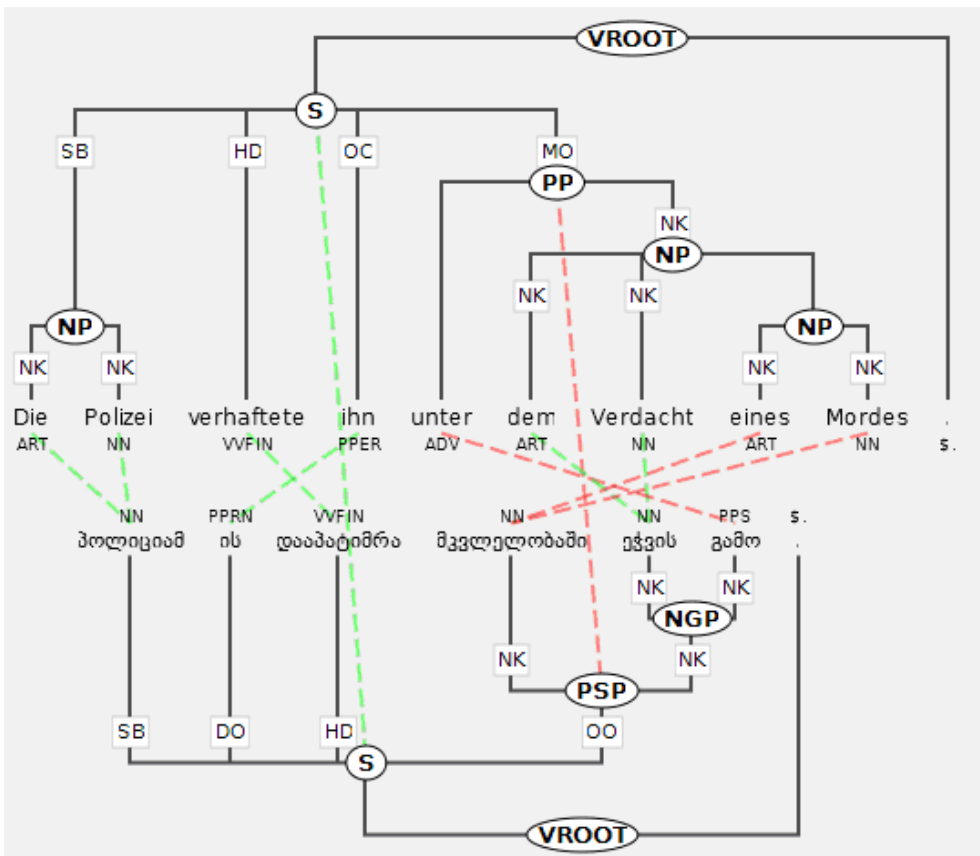 VROOT
S
SB HD OC MO
PP
NK
NP
NK NK
NP NP
NK NK NK NK
Die Polizei verhaftete ihn unter dem Verdacht eines Mordes .
ART NN VVFIN PPER ADV ART NN ART NN $.
NN PPRN VVFIN NN NN PPS $.
პოლიციამ ის დააპატიმრა მკვლელობაში ეჭვის გამო .
NK NK
NGP
NK NK
PSP
SB DO HD OO
S
VROOT